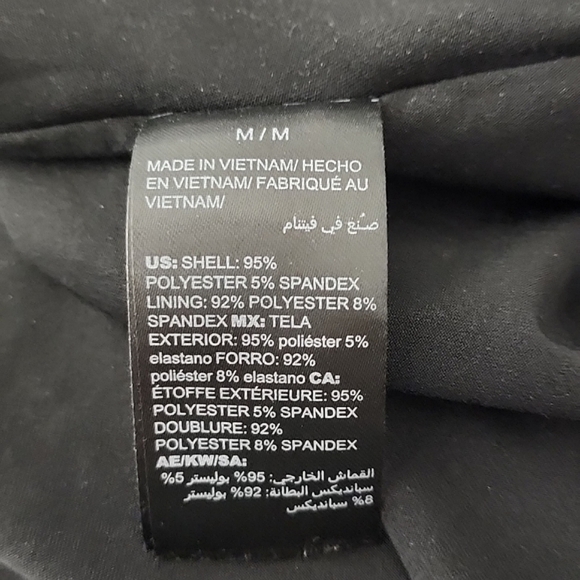 M / M
MADE IN VIETNAM/ HECHO
EN VIETNAM/ FABRIQUÉ AU
VIETNAM/
صُنع في فيتنام
US: SHELL: 95%
POLYESTER 5% SPANDEX
LINING: 92% POLYESTER 8%
SPANDEX MX: TELA
EXTERIOR: 95% poliéster 5%
elastano FORRO: 92%
poliéster 8% elastano CA:
ÉTOFFE EXTÉRIEURE: 95%
POLYESTER 5% SPANDEX
DOUBLURE: 92%
POLYESTER 8% SPANDEX
AE/KW/SA:
القماش الخارجي: 95% بوليستر 5%
سبانديكس البطانة: 92% بوليستر
8% سبانديكس